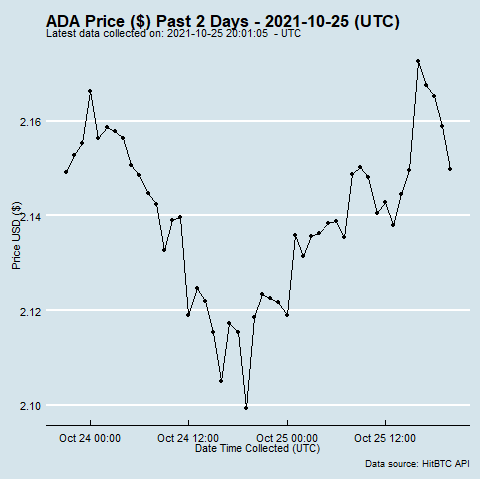 ADA Price ($) Past 2 Days - 2021-10-25 (UTC)
Latest data collected on: 2021-10-25 20:01:05 - UTC
2.16
2.14
2.12
2.10
Price USD ($)
Oct 24 00:00 Oct 24 12:00 Oct 25 00:00 Oct 25 12:00
Date Time Collected (UTC)
Data source: HitBTC API